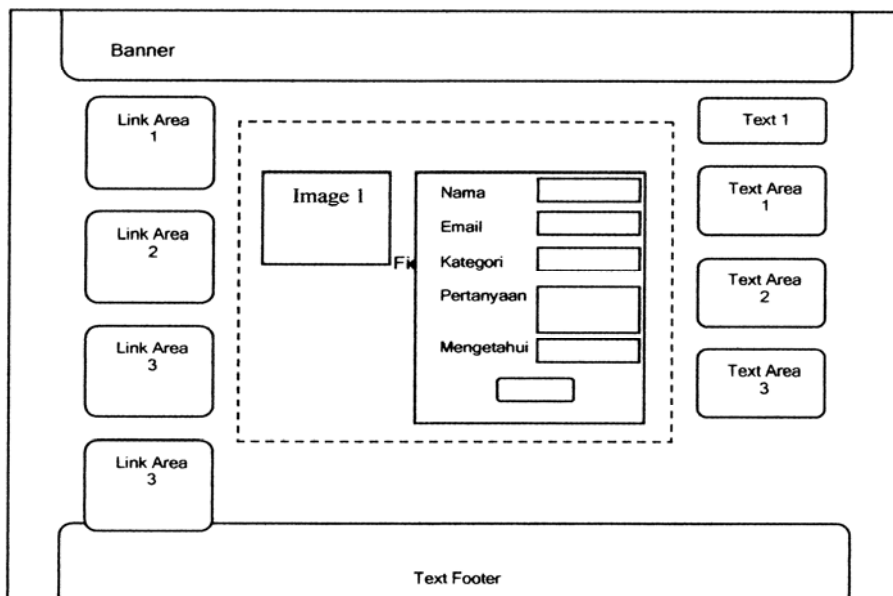 Banner
Link Area
1
Link Area
2
Link Area
3
Link Area
3
Image 1
Nama
Email
Kategori
Pertanyaan
Mengetahui
Text 1
Text Area
1
Text Area
2
Text Area
3
Text Footer